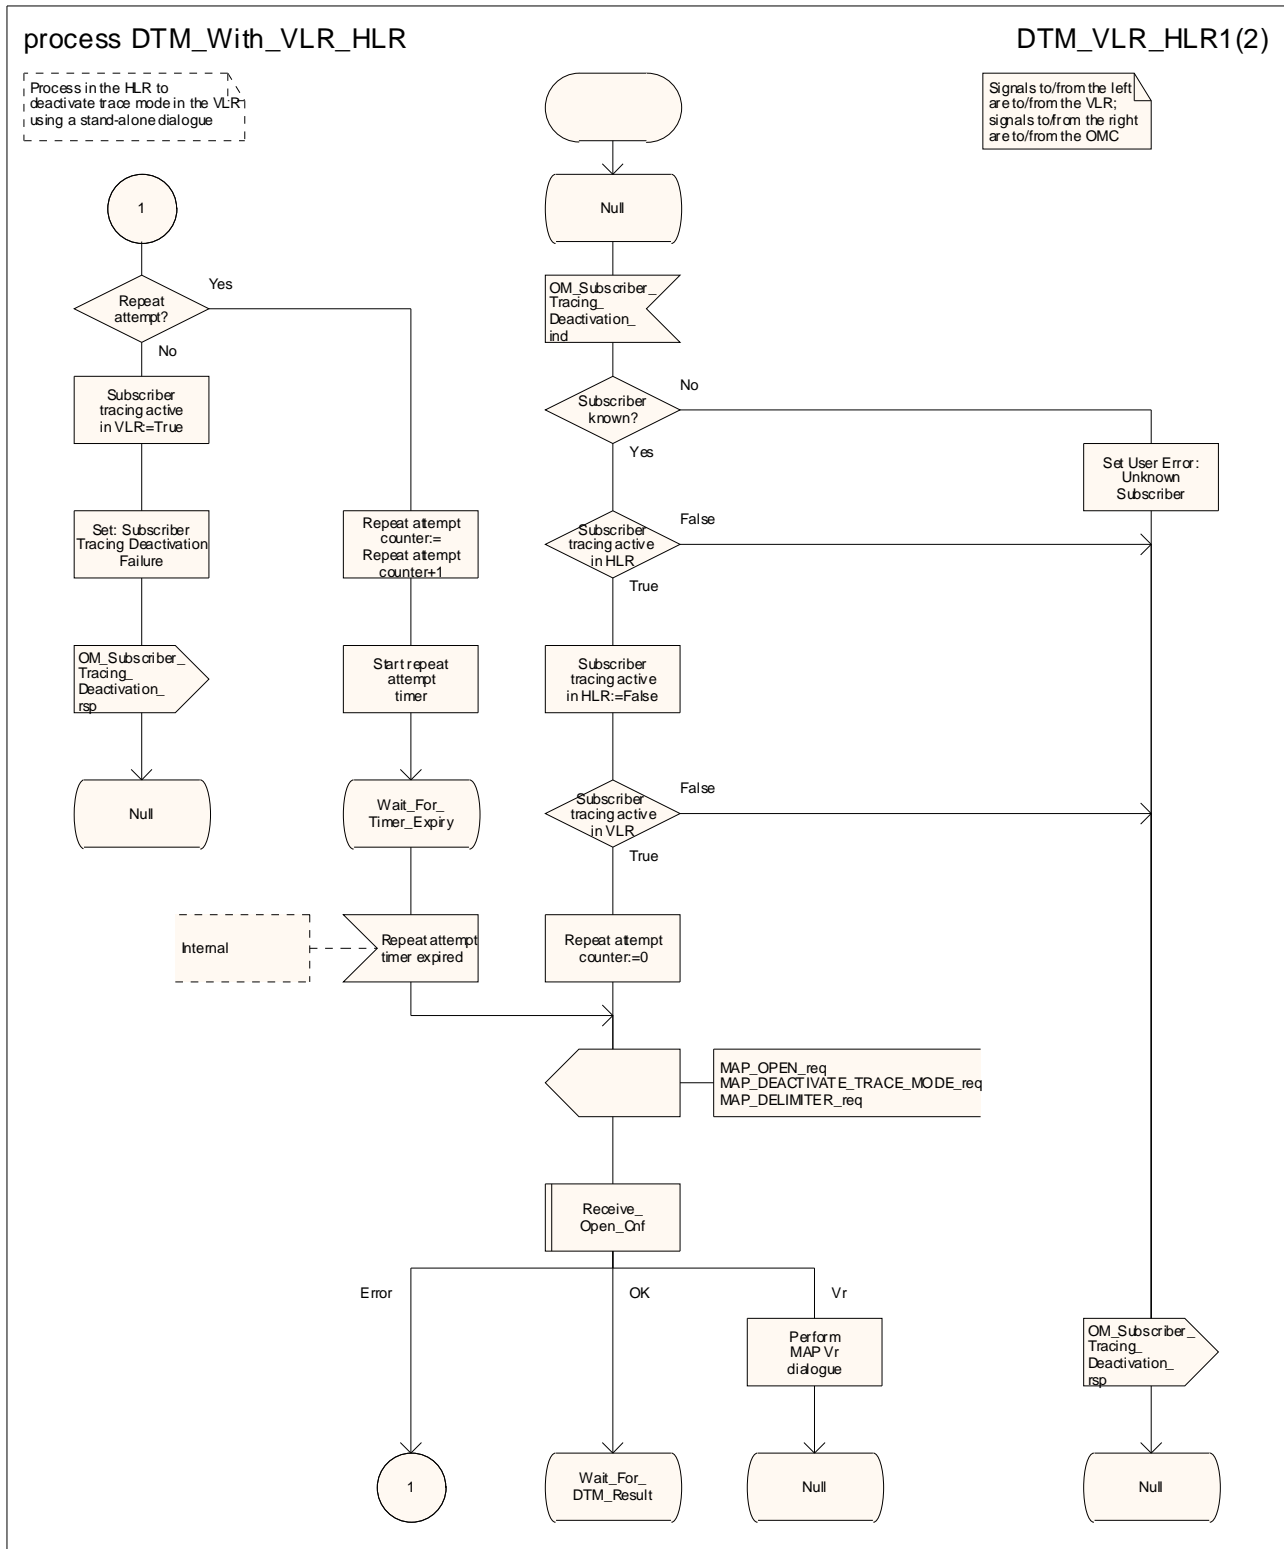 process DTM_With_VLR_HLR
DTM_VLR_HLR1(2)
Process in the HLR to
deactivate trace mode in the VLR
using a stand-alone dialogue
Signals to/from the left
are to/from the VLR;
signals to/from the right
are to/from the OMC
1
Null
Repeat
attempt?
Yes
No
OM_Subscriber_
Tracing_
Deactivation_
ind
Subscriber
tracing active
in VLR:=True
Subscriber
known?
No
Yes
Set User Error:
Unknown
Subscriber
Set: Subscriber
Tracing Deactivation
Failure
Repeat attempt
counter:=
Repeat attempt
counter+1
Subscriber
tracing active
in HLR
False
True
OM_Subscriber_
Tracing_
Deactivation_
rsp
Start repeat
attempt
timer
Subscriber
tracing active
in HLR:=False
Null
Wait_For_
Timer_Expiry
Subscriber
tracing active
in VLR
False
True
Internal
Repeat attempt
timer expired
Repeat attempt
counter:=0
MAP_OPEN_req
MAP_DEACTIVATE_TRACE_MODE_req
MAP_DELIMITER_req
Receive_
Open_Cnf
Error
OK
Vr
Perform
MAP Vr
dialogue
OM_Subscriber_
Tracing_
Deactivation_
rsp
1
Wait_For_
DTM_Result
Null
Null